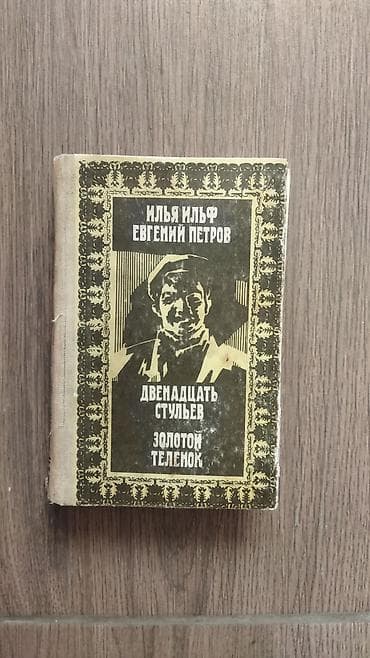 ИЛЬЯ ИЛЬФ
ЕВГЕНИЙ ПЕТРОВ
ДВЕНАДЦАТЬ
СТУЛЬЕВ
ЗОЛОТОЙ
ТЕЛЕНОК